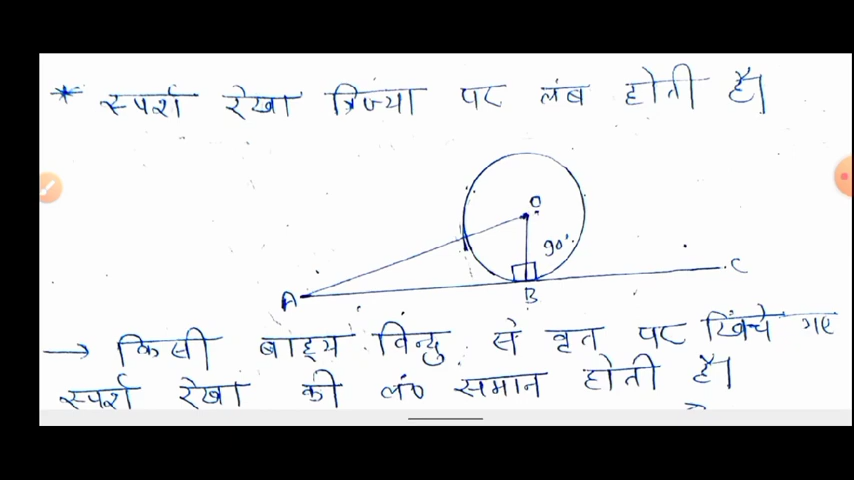 * स्पर्श रेखा त्रिज्या पर लंब होती है।
O
90°
A
B
C
→ किसी बाह्य विन्दु से वृत पर खिंचे गए
स्पर्श रेखा की लं० समान होती है।